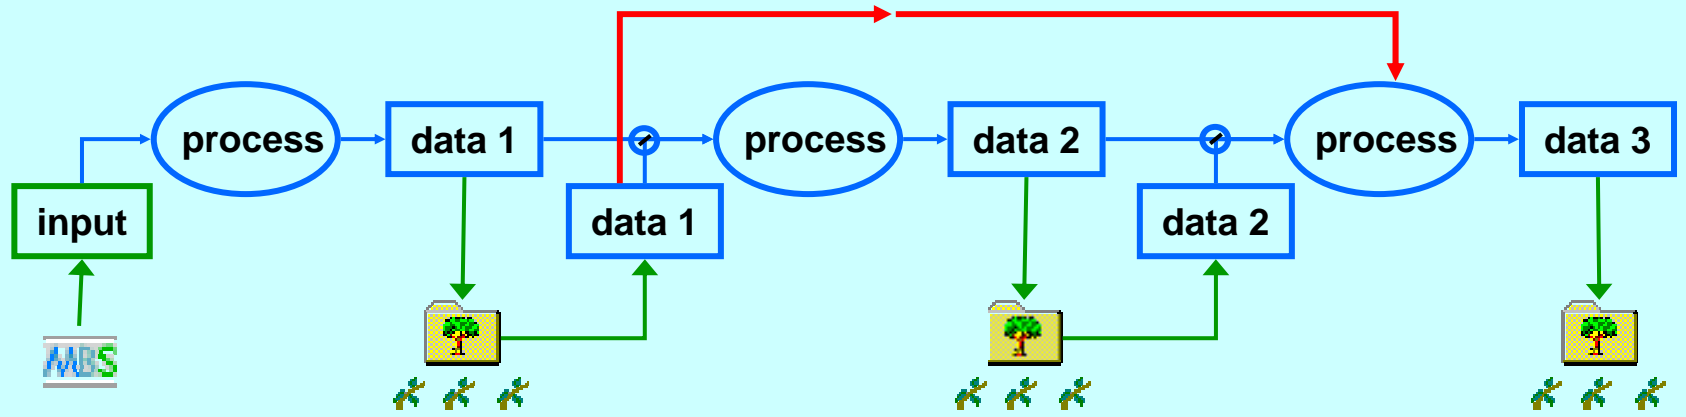 process
data 1
process
data 2
process
data 3
input
data 1
data 2
MBS